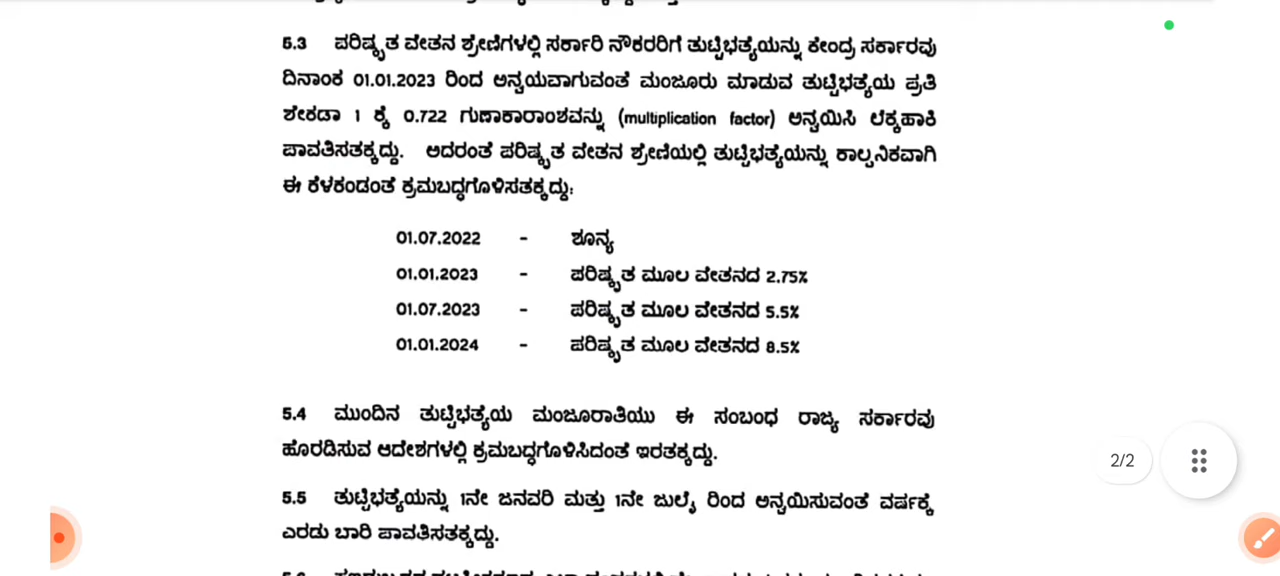 5.3 ಪರಿಷ್ಕೃತ ವೇತನ ಶ್ರೇಣಿಗಳಲ್ಲಿ ಸರ್ಕಾರಿ ನೌಕರರಿಗೆ ತುಟ್ಟಿಭತ್ಯೆಯನ್ನು ಕೇಂದ್ರ ಸರ್ಕಾರವು
ದಿನಾಂಕ 01.01.2023 ರಿಂದ ಅನ್ವಯವಾಗುವಂತೆ ಮಂಜೂರು ಮಾಡುವ ತುಟ್ಟಿಭತ್ಯೆಯ ಪ್ರತಿ
ಶೇಕಡಾ 1 ಕ್ಕೆ 0.722 ಗುಣಾಕಾರಾಂಶವನ್ನು (multiplication factor) ಅನ್ವಯಿಸಿ ಲೆಕ್ಕಹಾಕಿ
ಪಾವತಿಸತಕ್ಕದ್ದು. ಅದರಂತೆ ಪರಿಷ್ಕೃತ ವೇತನ ಶ್ರೇಣಿಯಲ್ಲಿ ತುಟ್ಟಿಭತ್ಯೆಯನ್ನು ಕಾಲ್ಪನಿಕವಾಗಿ
ಈ ಕೆಳಕಂಡಂತೆ ಕ್ರಮಬದ್ಧಗೊಳಿಸತಕ್ಕದ್ದು:
01.07.2022 - ಶೂನ್ಯ
01.01.2023 - ಪರಿಷ್ಕೃತ ಮೂಲ ವೇತನದ 2.75%
01.07.2023 - ಪರಿಷ್ಕೃತ ಮೂಲ ವೇತನದ 5.5%
01.01.2024 - ಪರಿಷ್ಕೃತ ಮೂಲ ವೇತನದ 8.5%
5.4 ಮುಂದಿನ ತುಟ್ಟಿಭತ್ಯೆಯ ಮಂಜೂರಾತಿಯು ಈ ಸಂಬಂಧ ರಾಜ್ಯ ಸರ್ಕಾರವು
ಹೊರಡಿಸುವ ಆದೇಶಗಳಲ್ಲಿ ಕ್ರಮಬದ್ಧಗೊಳಿಸಿದಂತೆ ಇರತಕ್ಕದ್ದು.
2/2
5.5 ತುಟ್ಟಿಭತ್ಯೆಯನ್ನು 1ನೇ ಜನವರಿ ಮತ್ತು 1ನೇ ಜುಲೈ ರಿಂದ ಅನ್ವಯಿಸುವಂತೆ ವರ್ಷಕ್ಕೆ
ಎರಡು ಬಾರಿ ಪಾವತಿಸತಕ್ಕದ್ದು.